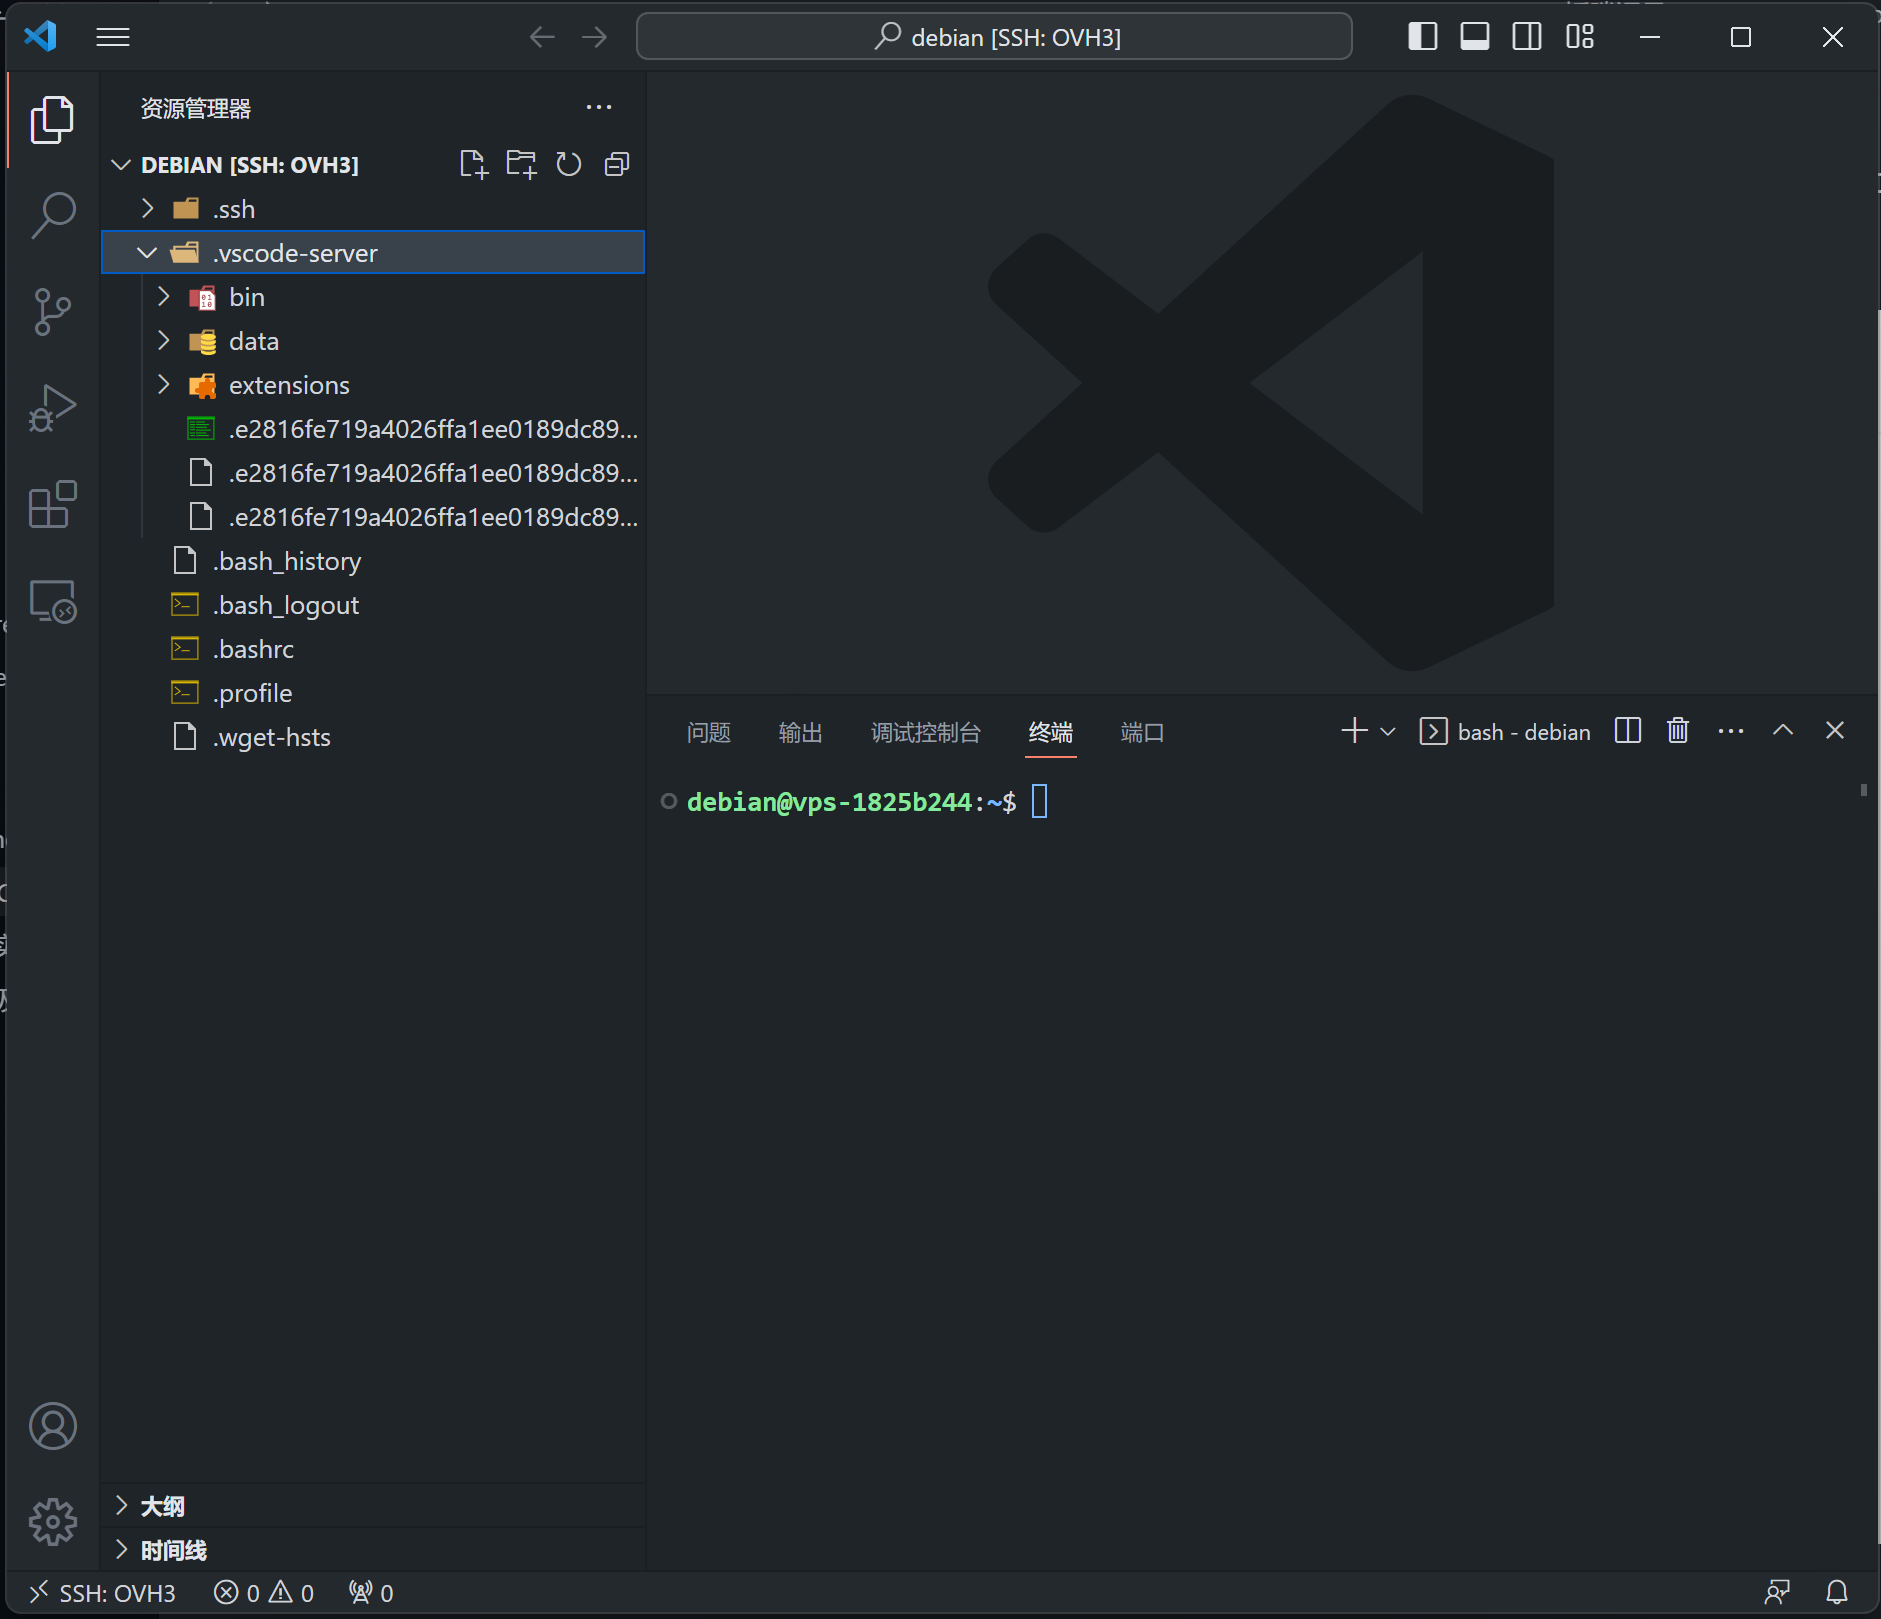 debian [SSH: OVH3]
资源管理器
DEBIAN [SSH: OVH3]
.ssh
.vscode-server
bin
data
extensions
.e2816fe719a4026ffa1ee0189dc89...
.e2816fe719a4026ffa1ee0189dc89...
.e2816fe719a4026ffa1ee0189dc89...
.bash_history
.bash_logout
.bashrc
.profile
.wget-hsts
大纲
时间线
问题 输出 调试控制台 终端 端口 bash - debian
debian@vps-1825b244:~$
SSH: OVH3 0 0 0